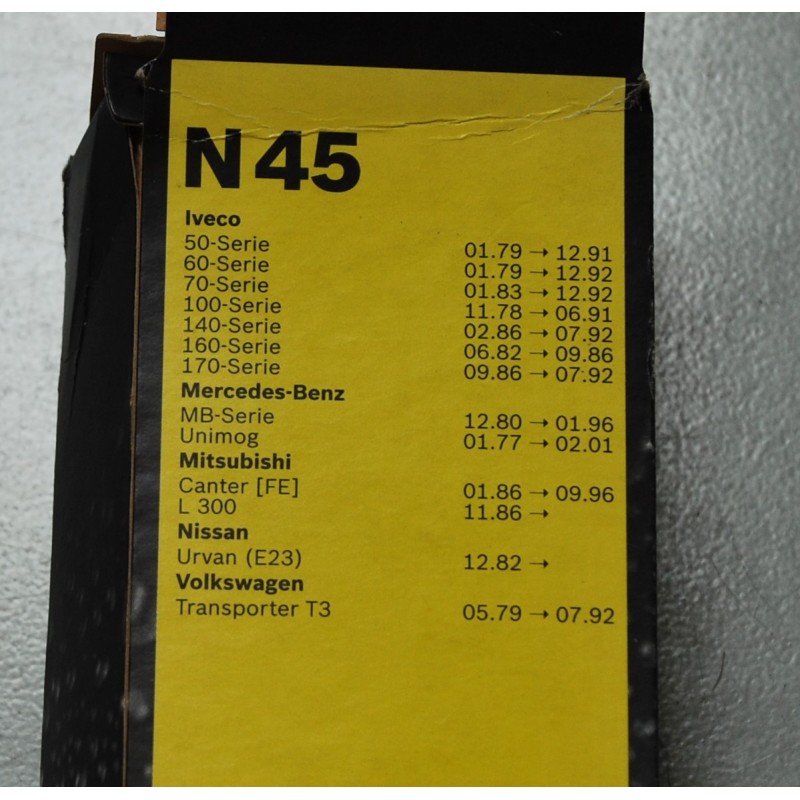 N 45
Iveco
50-Serie 01.79 → 12.91
60-Serie 01.79 → 12.92
70-Serie 01.83 → 12.92
100-Serie 11.78 → 06.91
140-Serie 02.86 → 07.92
160-Serie 06.82 → 09.86
170-Serie 09.86 → 07.92
Mercedes-Benz
MB-Serie 12.80 → 01.96
Unimog 01.77 → 02.01
Mitsubishi
Canter [FE] 01.86 → 09.96
L 300 11.86 →
Nissan
Urvan (E23) 12.82 →
Volkswagen
Transporter T3 05.79 → 07.92